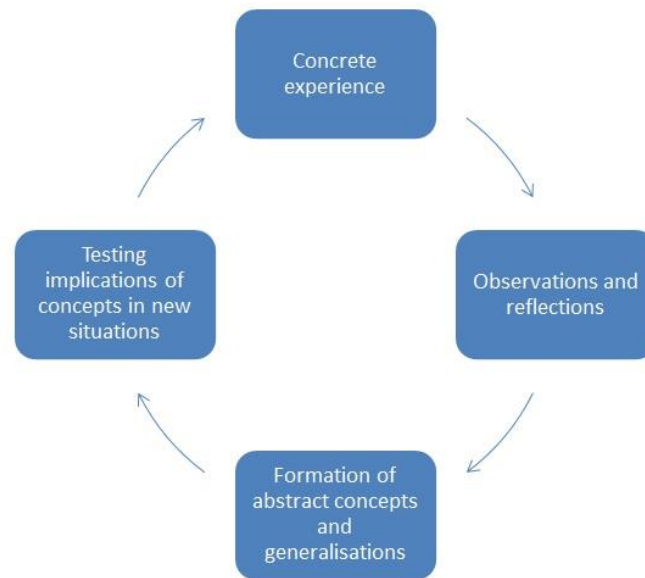 Concrete
experience
Observations and
reflections
Formation of
abstract concepts
and
generalisations
Testing
implications of
concepts in new
situations